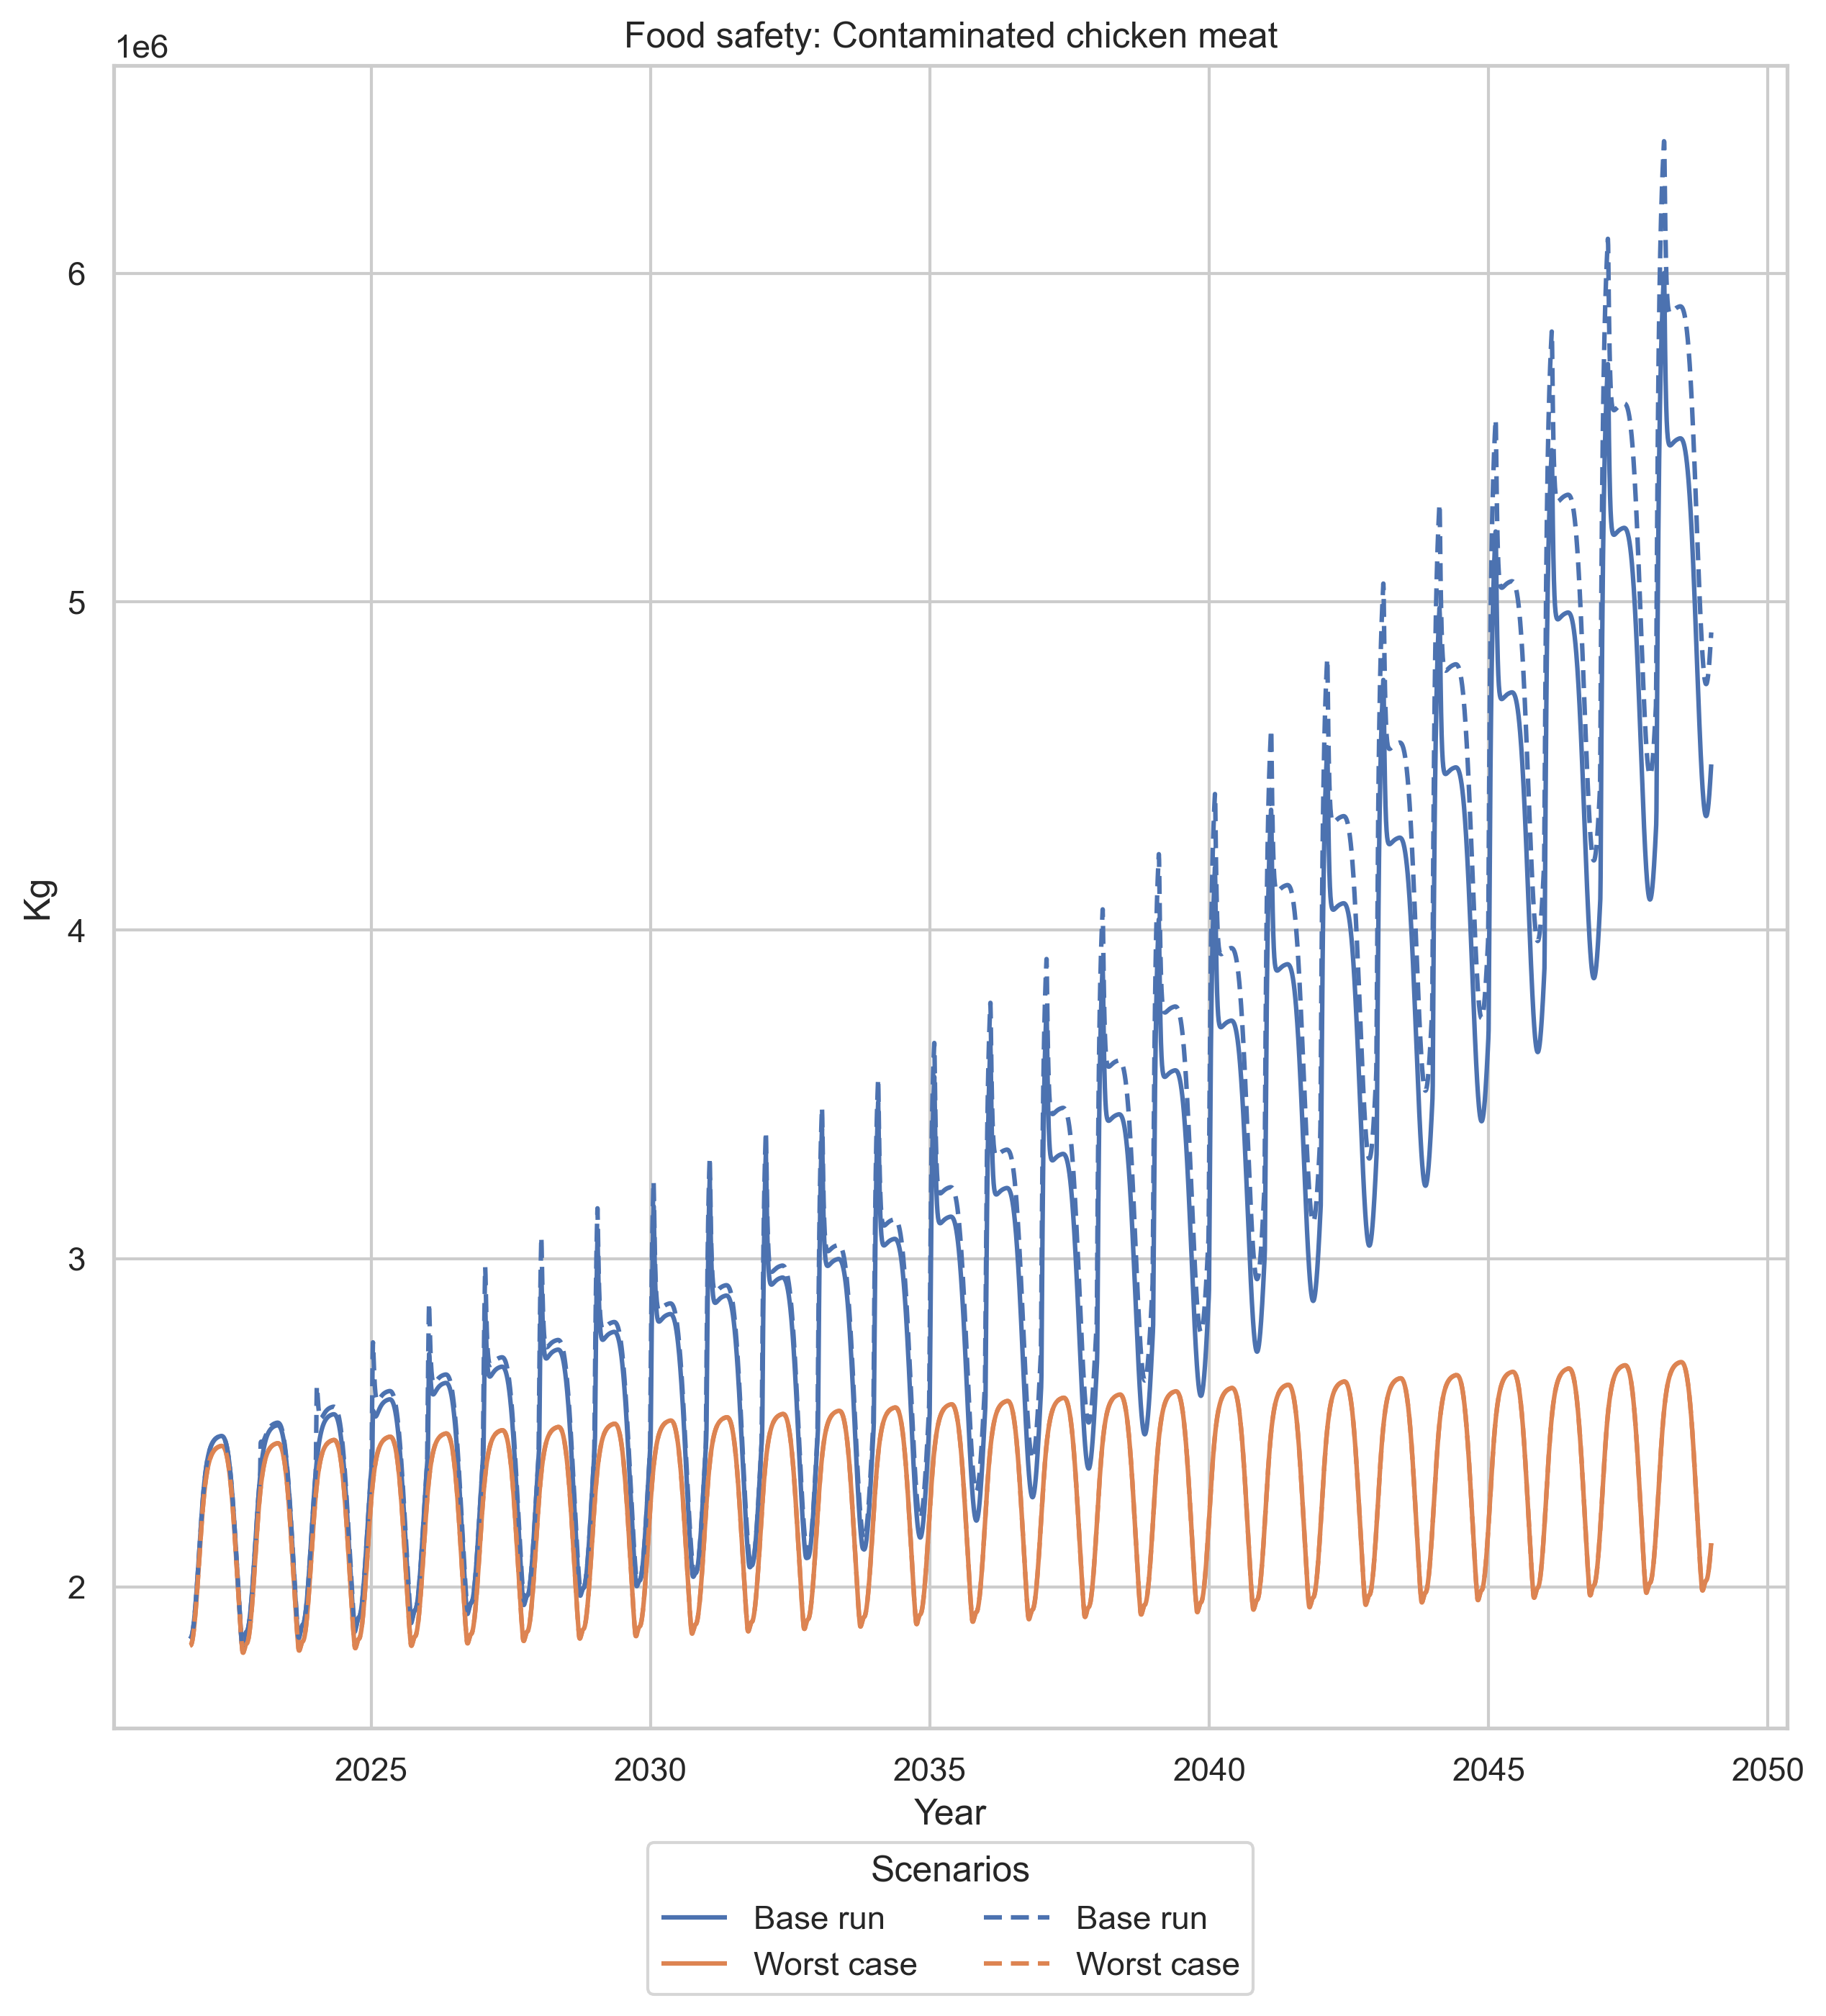 Food safety: Contaminated chicken meat
1e6
6
5
4
3
2
Kg
2025 2030 2035 2040 2045 2050
Year
Scenarios
Base run Base run
Worst case Worst case